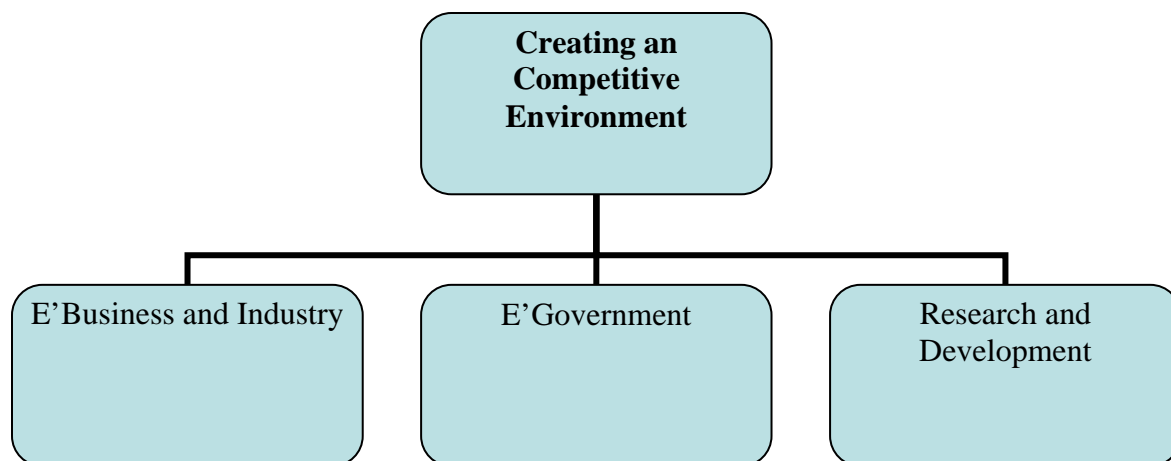 Creating an
Competitive
Environment
E’Business and Industry
E’Government
Research and
Development